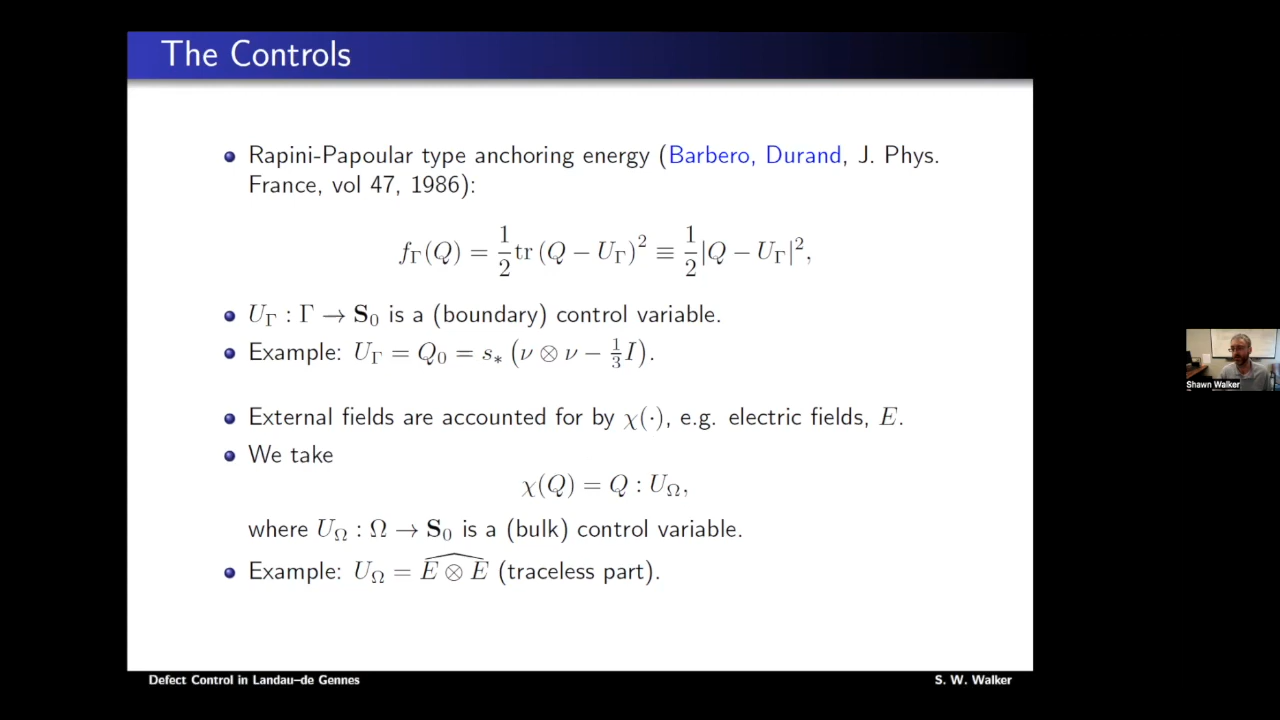 The Controls
Rapini-Papoular type anchoring energy (Barbero, Durand, J. Phys.
France, vol 47, 1986):
f_Γ(Q) = 1/2 tr (Q − U_Γ)² ≡ 1/2 |Q − U_Γ|²,
U_Γ : Γ → S₀ is a (boundary) control variable.
Example: U_Γ = Q₀ = s_* (ν ⊗ ν − 1/3 I).
External fields are accounted for by χ(·), e.g. electric fields, E.
We take
χ(Q) = Q : U_Ω,
where U_Ω : Ω → S₀ is a (bulk) control variable.
Example: U_Ω = \widehat{E ⊗ E} (traceless part).
Shawn Walker
Defect Control in Landau–de Gennes
S. W. Walker